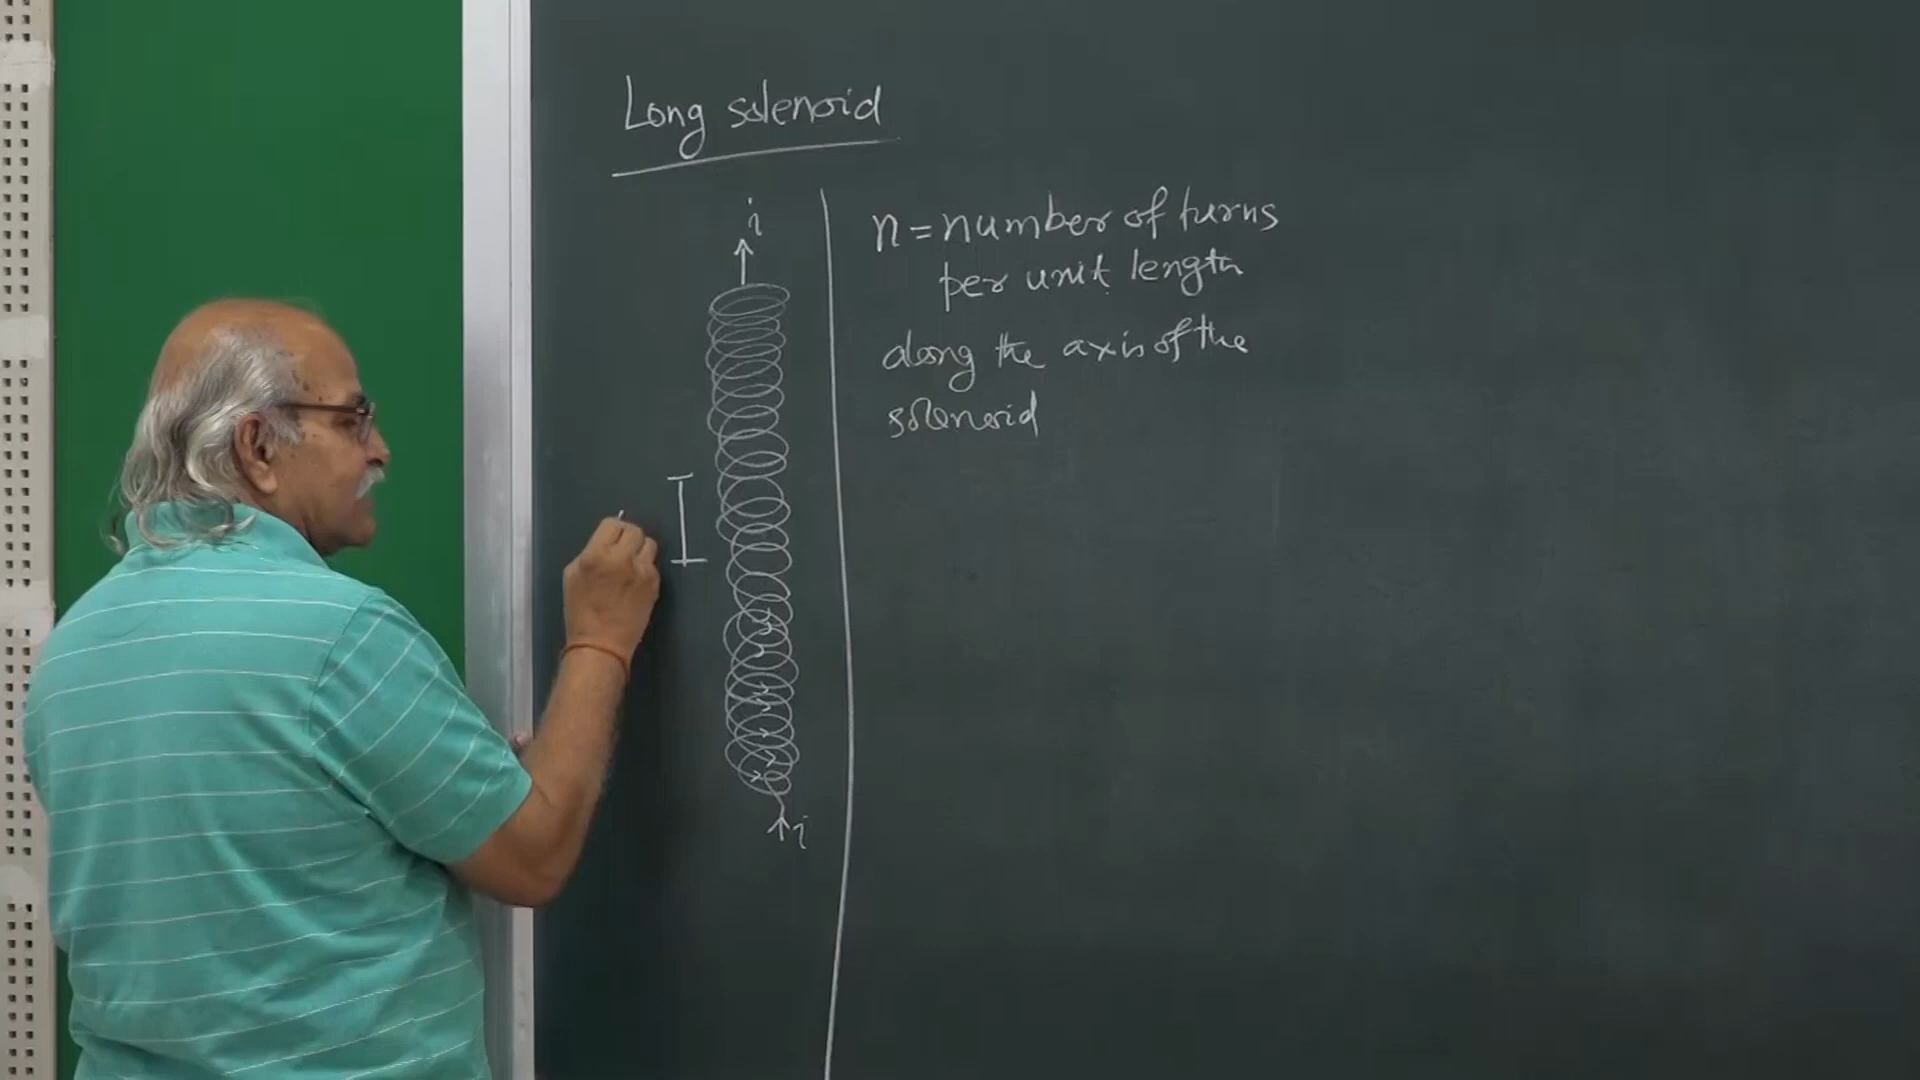 Long solenoid
i
n = number of turns
per unit length
along the axis of the
solenoid
i